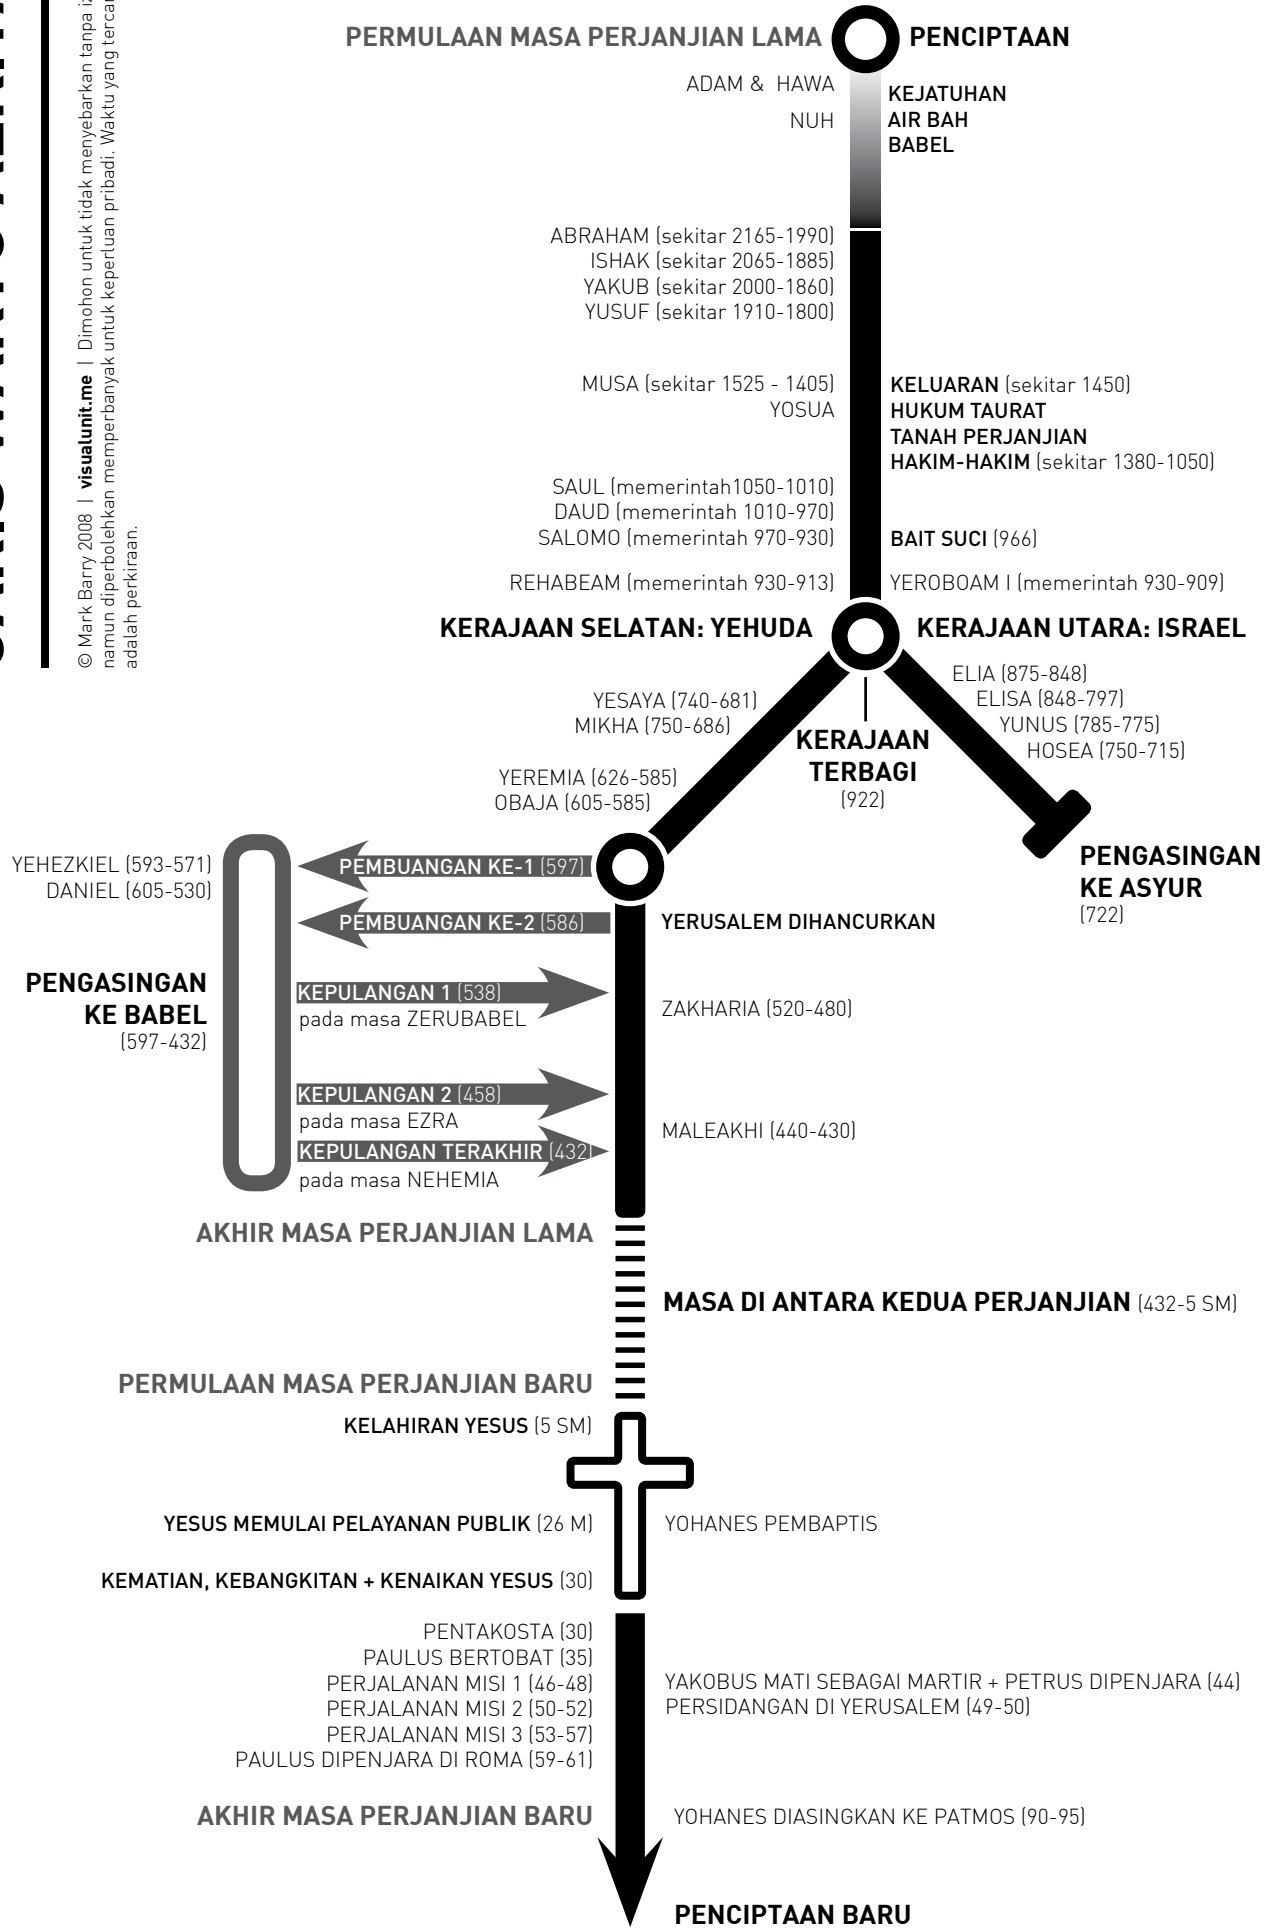 PERMULAAN MASA PERJANJIAN LAMA
PENCIPTAAN
ADAM & HAWA
NUH
KEJATUHAN
AIR BAH
BABEL
ABRAHAM (sekitar 2165-1990)
ISHAK (sekitar 2065-1885)
YAKUB (sekitar 2000-1860)
YUSUF (sekitar 1910-1800)
MUSA (sekitar 1525 - 1405)
YOSUA
KELUARAN (sekitar 1450)
HUKUM TAURAT
TANAH PERJANJIAN
HAKIM-HAKIM (sekitar 1380-1050)
SAUL (memerintah1050-1010)
DAUD (memerintah 1010-970)
SALOMO (memerintah 970-930)
BAIT SUCI (966)
REHABEAM (memerintah 930-913)
YEROBOAM I (memerintah 930-909)
KERAJAAN SELATAN: YEHUDA
KERAJAAN UTARA: ISRAEL
YESAYA (740-681)
MIKHA (750-686)
YEREMIA (626-585)
OBAJA (605-585)
KERAJAAN
TERBAGI
(922)
ELIA (875-848)
ELISA (848-797)
YUNUS (785-775)
HOSEA (750-715)
PENGASINGAN
KE ASYUR
(722)
YEHEZKIEL (593-571)
DANIEL (605-530)
PEMBUANGAN KE-1 (597)
PEMBUANGAN KE-2 (586)
YERUSALEM DIHANCURKAN
PENGASINGAN
KE BABEL
(597-432)
KEPULANGAN 1 (538)
pada masa ZERUBABEL
ZAKHARIA (520-480)
KEPULANGAN 2 (458)
pada masa EZRA
KEPULANGAN TERAKHIR (432)
pada masa NEHEMIA
MALEAKHI (440-430)
AKHIR MASA PERJANJIAN LAMA
MASA DI ANTARA KEDUA PERJANJIAN (432-5 SM)
PERMULAAN MASA PERJANJIAN BARU
KELAHIRAN YESUS (5 SM)
YESUS MEMULAI PELAYANAN PUBLIK (26 M)
YOHANES PEMBAPTIS
KEMATIAN, KEBANGKITAN + KENAIKAN YESUS (30)
PENTAKOSTA (30)
PAULUS BERTOBAT (35)
PERJALANAN MISI 1 (46-48)
PERJALANAN MISI 2 (50-52)
PERJALANAN MISI 3 (53-57)
PAULUS DIPENJARA DI ROMA (59-61)
YAKOBUS MATI SEBAGAI MARTIR + PETRUS DIPENJARA (44)
PERSIDANGAN DI YERUSALEM (49-50)
AKHIR MASA PERJANJIAN BARU
YOHANES DIASINGKAN KE PATMOS (90-95)
PENCIPTAAN BARU
© Mark Barry 2008 | visualunit.me | Dimohon untuk tidak menyebarkan tanpa
namun diperbolehkan memperbanyak untuk keperluan pribadi. Waktu yang
adalah perkiraan.